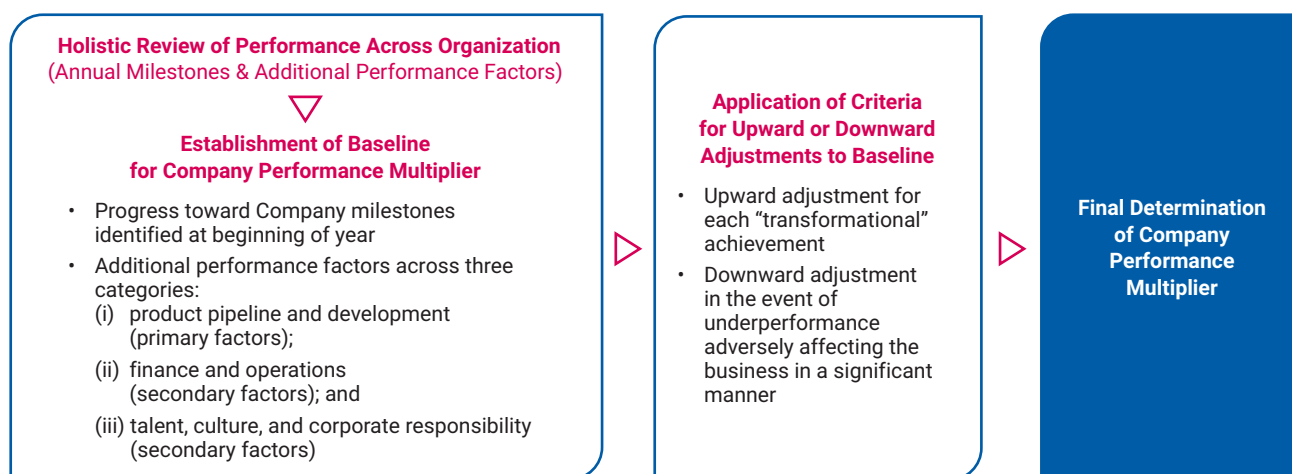 Holistic Review of Performance Across Organization
(Annual Milestones & Additional Performance Factors)
Establishment of Baseline
for Company Performance Multiplier
• Progress toward Company milestones
identified at beginning of year
• Additional performance factors across three
categories:
(i) product pipeline and development
(primary factors);
(ii) finance and operations
(secondary factors); and
(iii) talent, culture, and corporate responsibility
(secondary factors)
Application of Criteria
for Upward or Downward
Adjustments to Baseline
• Upward adjustment for
each “transformational”
achievement
• Downward adjustment
in the event of
underperformance
adversely affecting the
business in a significant
manner
Final Determination
of Company
Performance
Multiplier